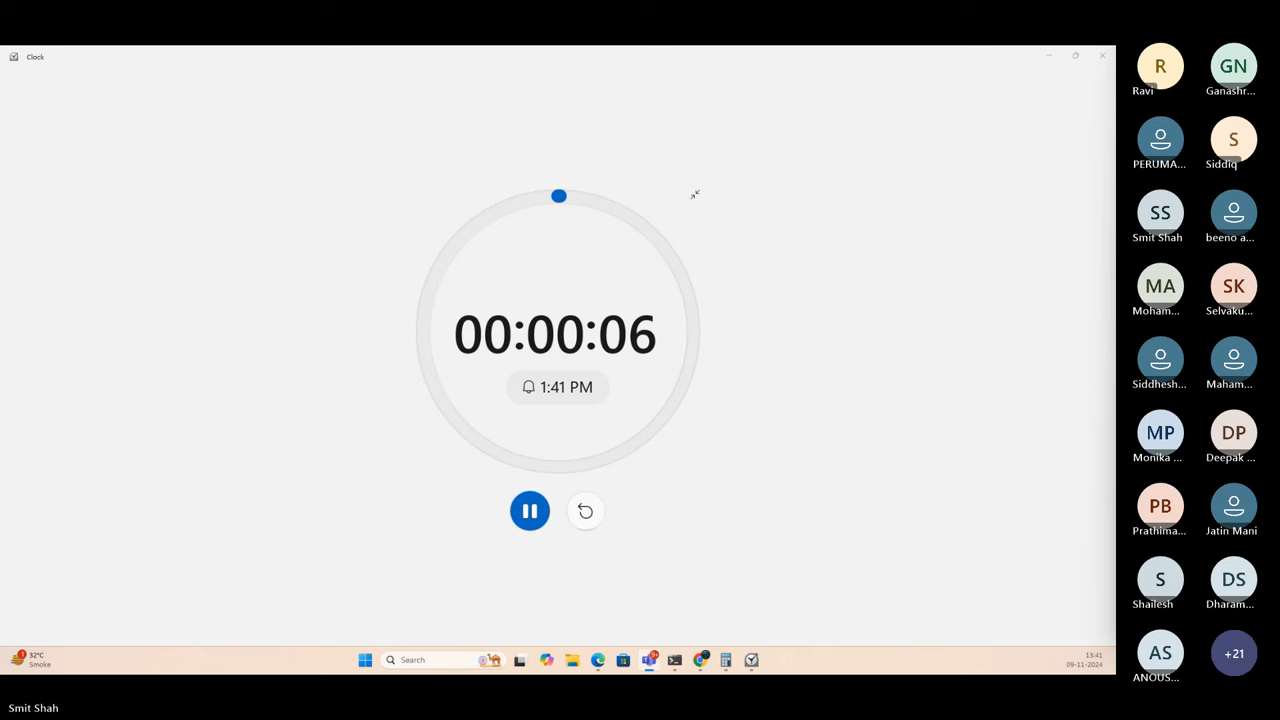 Clock
00:00:06
1:41 PM
32°C
Smoke
1
Search
9+
13:41
09-11-2024
R
Ravi
GN
Ganashr...
PERUMA...
S
Siddiq
SS
Smit Shah
beeno a...
MA
Moham...
SK
Selvaku...
Siddhesh...
Maham...
MP
Monika ...
DP
Deepak ...
PB
Prathima...
Jatin Mani
S
Shailesh
DS
Dharam...
AS
ANOUS...
+21
Smit Shah